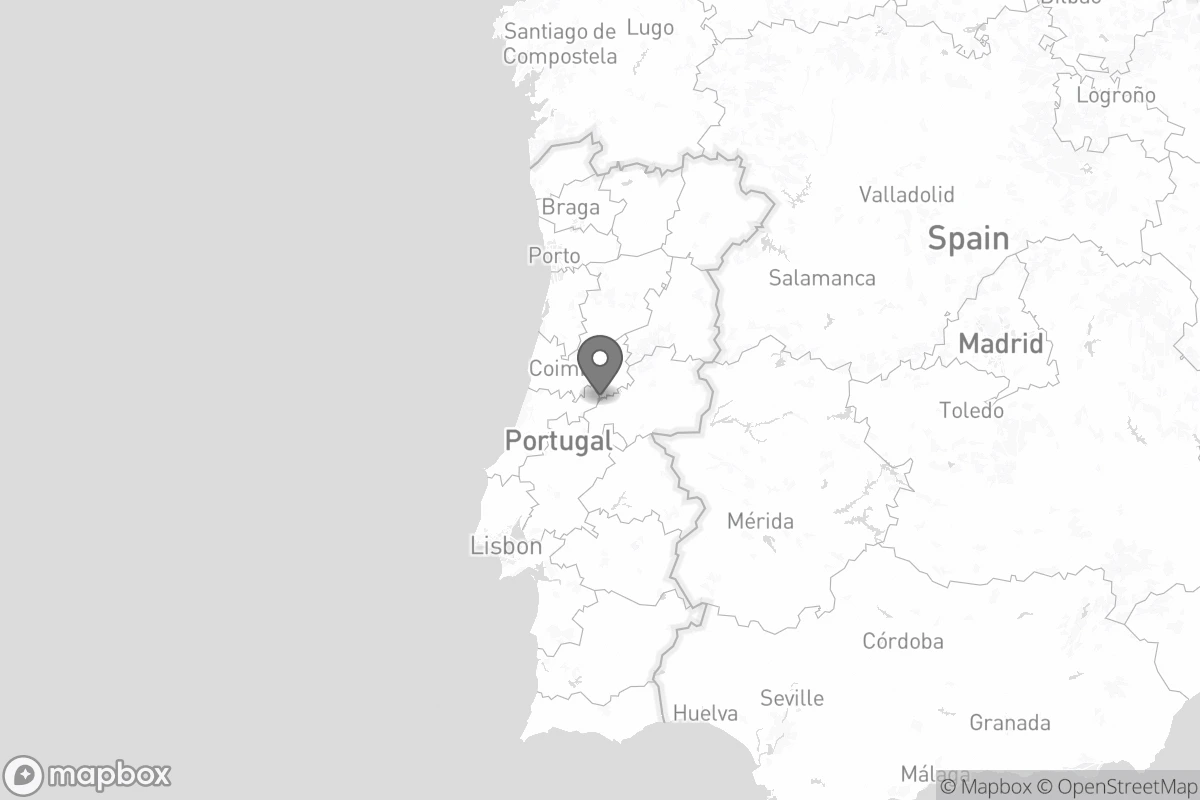 Bilbao
Santiago de
Compostela
Lugo
Logroño
Valladolid
Braga
Spain
Porto
Salamanca
Madrid
Toledo
Portugal
Mérida
Lisbon
Córdoba
Seville
Huelva
Granada
Málaga
mapbox
© Mapbox © OpenStreetMap